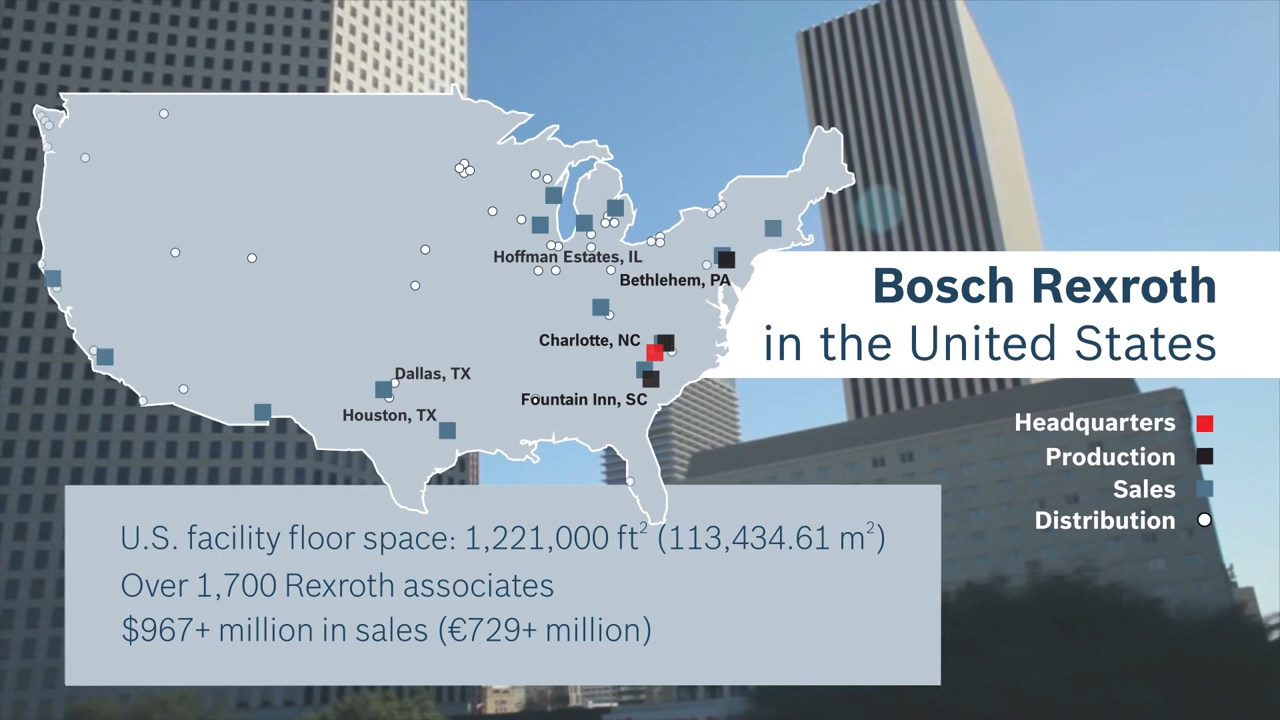 Hoffman Estates, IL
Bethlehem, PA
Bosch Rexroth
in the United States
Charlotte, NC
Dallas, TX
Fountain Inn, SC
Houston, TX
Headquarters
Production
Sales
Distribution
U.S. facility floor space: 1,221,000 ft² (113,434.61 m²)
Over 1,700 Rexroth associates
$967+ million in sales (€729+ million)